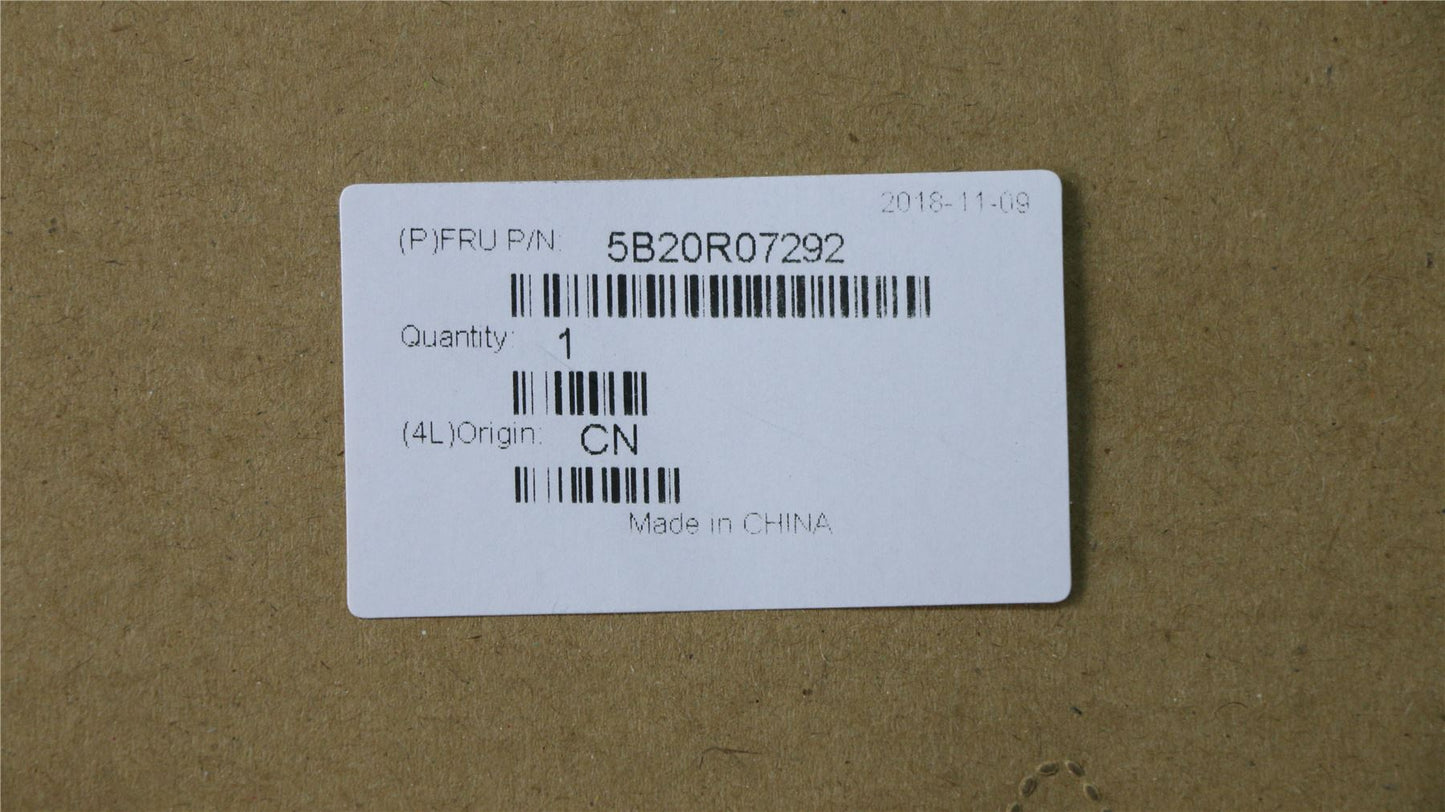 2018-11-09
(P)FRU P/N: 5B20R07292
Quantity: 1
(4L)Origin: CN
Made in CHINA